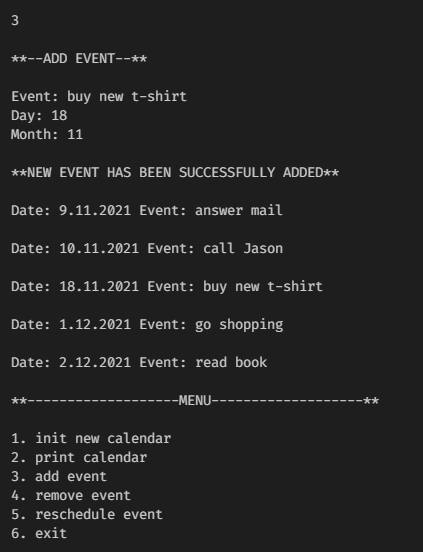 3
**--ADD EVENT--**
Event: buy new t-shirt
Day: 18
Month: 11
**NEW EVENT HAS BEEN SUCCESSFULLY ADDED**
Date: 9.11.2021 Event: answer mail
Date: 10.11.2021 Event: call Jason
Date: 18.11.2021 Event: buy new t-shirt
Date: 1.12.2021 Event: go shopping
Date: 2.12.2021 Event: read book
**-------------------MENU-------------------**
1. init new calendar
2. print calendar
3. add event
4. remove event
5. reschedule event
6. exit